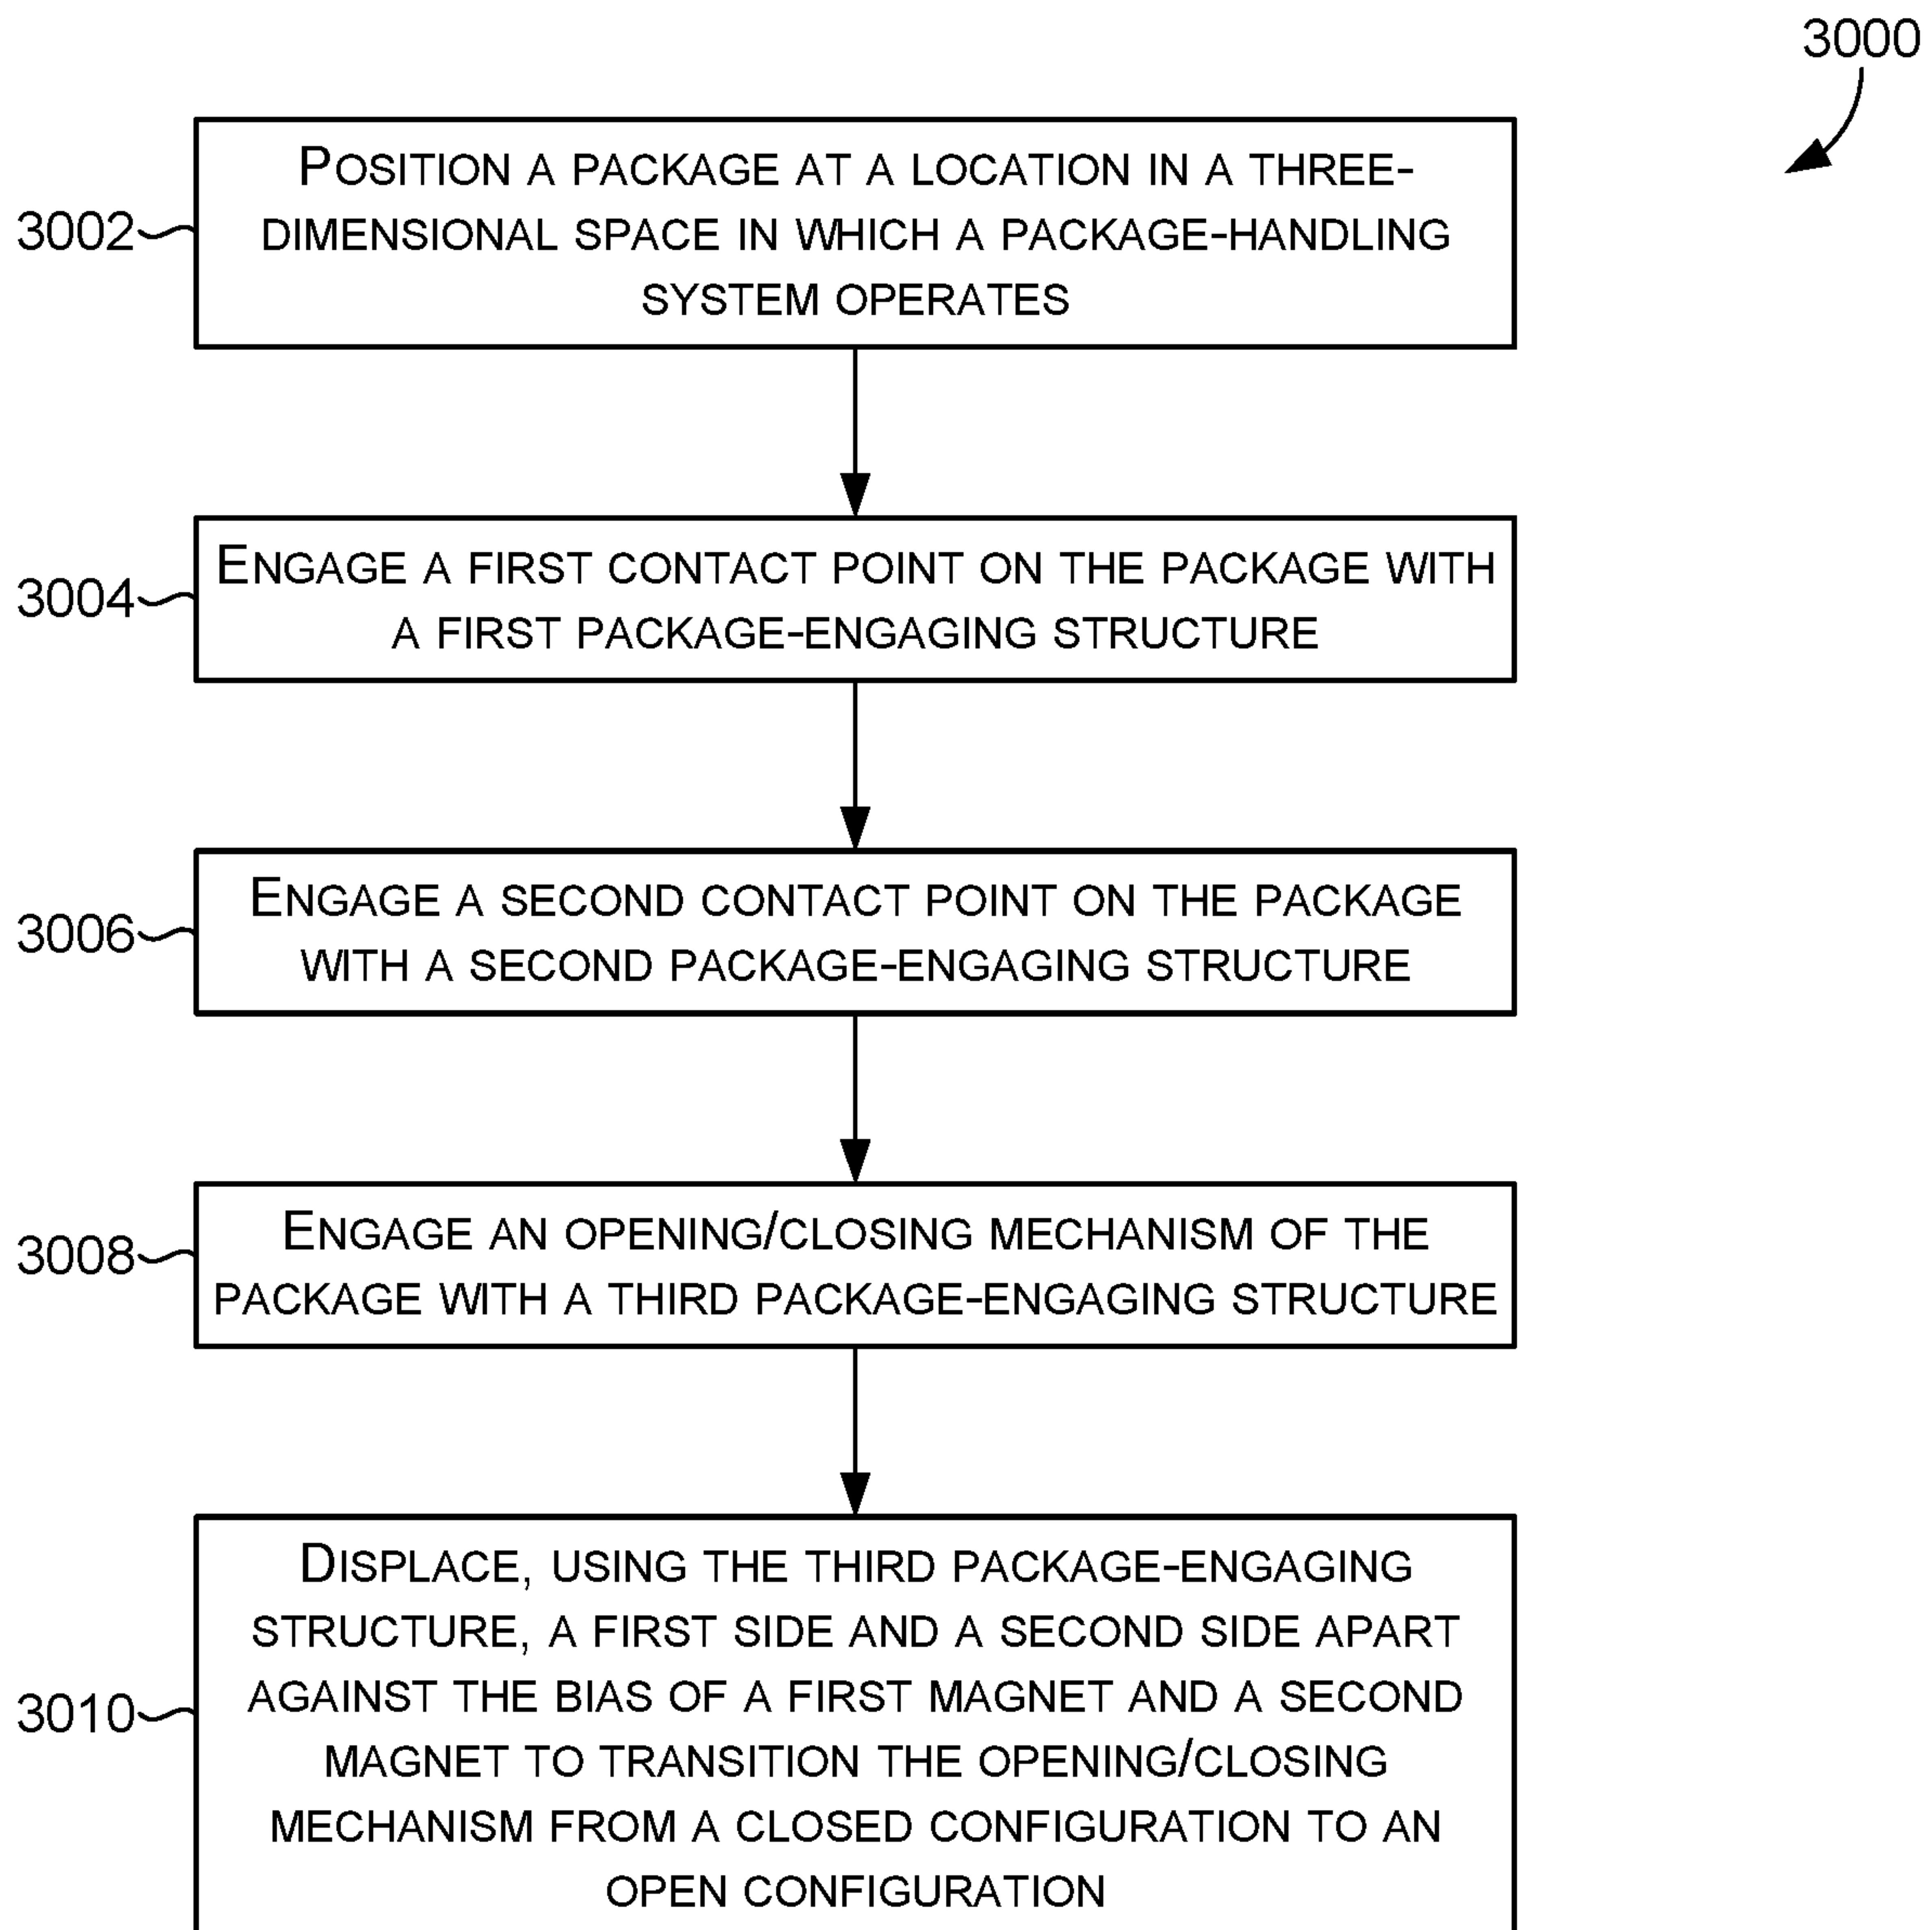 3000
POSITION A PACKAGE AT A LOCATION IN A THREE-
3002
DIMENSIONAL SPACE IN WHICH A PACKAGE-HANDLING
SYSTEM OPERATES
ENGAGE A FIRST CONTACT POINT ON THE PACKAGE WITH
3004
A FIRST PACKAGE-ENGAGING STRUCTURE
ENGAGE A SECOND CONTACT POINT ON THE PACKAGE
3006
WITH A SECOND PACKAGE-ENGAGING STRUCTURE
ENGAGE AN OPENING/CLOSING MECHANISM OF THE
3008
PACKAGE WITH A THIRD PACKAGE-ENGAGING STRUCTURE
DISPLACE, USING THE THIRD PACKAGE-ENGAGING
STRUCTURE, A FIRST SIDE AND A SECOND SIDE APART
AGAINST THE BIAS OF A FIRST MAGNET AND A SECOND
3010
MAGNET TO TRANSITION THE OPENING/CLOSING
MECHANISM FROM A CLOSED CONFIGURATION TO AN
OPEN CONFIGURATION